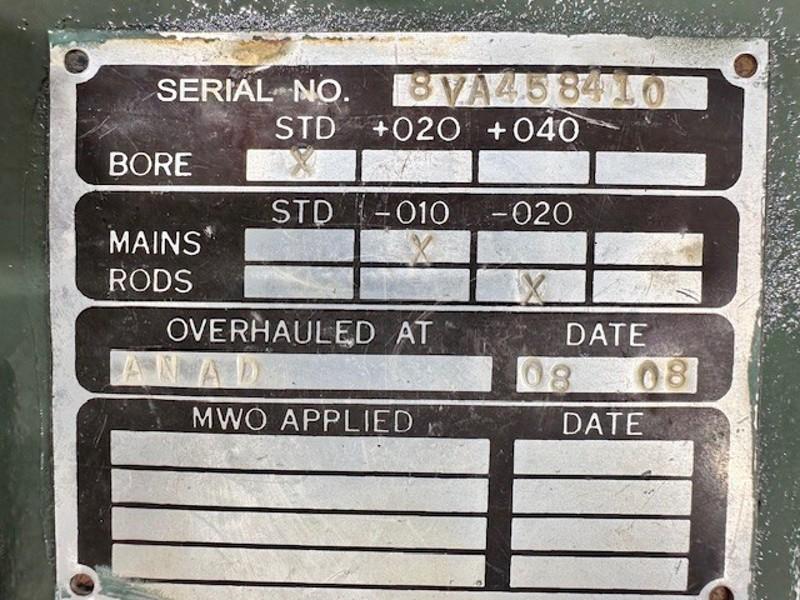 SERIAL NO. 8VA458410
STD +020 +040
BORE X
STD -010 -020
MAINS X
RODS X
OVERHAULED AT DATE
ANAD 08 08
MWO APPLIED DATE